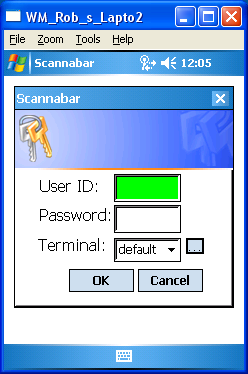 WM_Rob_s_Lapto2
File Zoom Tools Help
Scannabar 12:05
Scannabar
User ID:
Password:
Terminal: default ...
OK Cancel